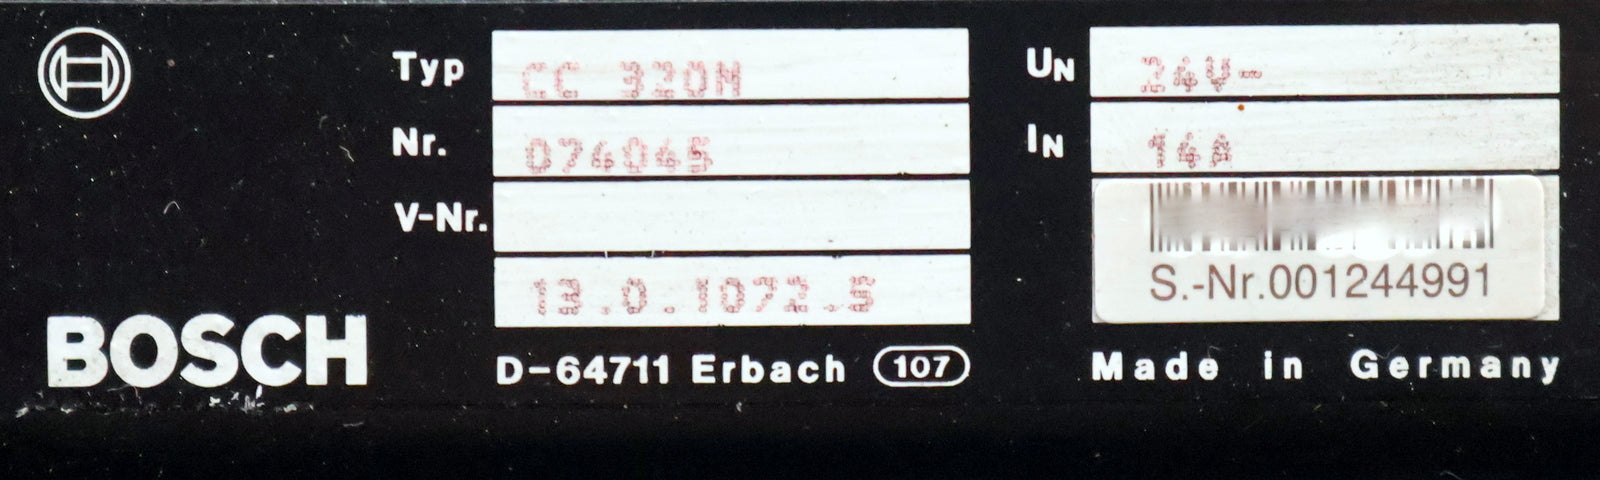 Typ CC 320M
Nr. 074045
V-Nr.
13.0.1072.5
BOSCH
D-64711 Erbach 107
UN 24V-
IN 14A
S.-Nr.001244991
Made in Germany